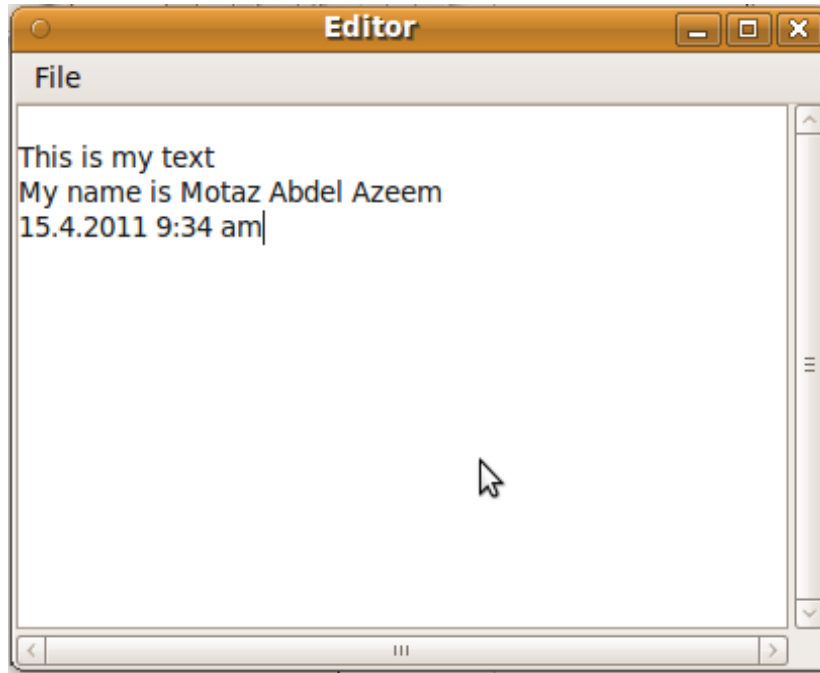 Editor
File
This is my text
My name is Motaz Abdel Azeem
15.4.2011 9:34 am